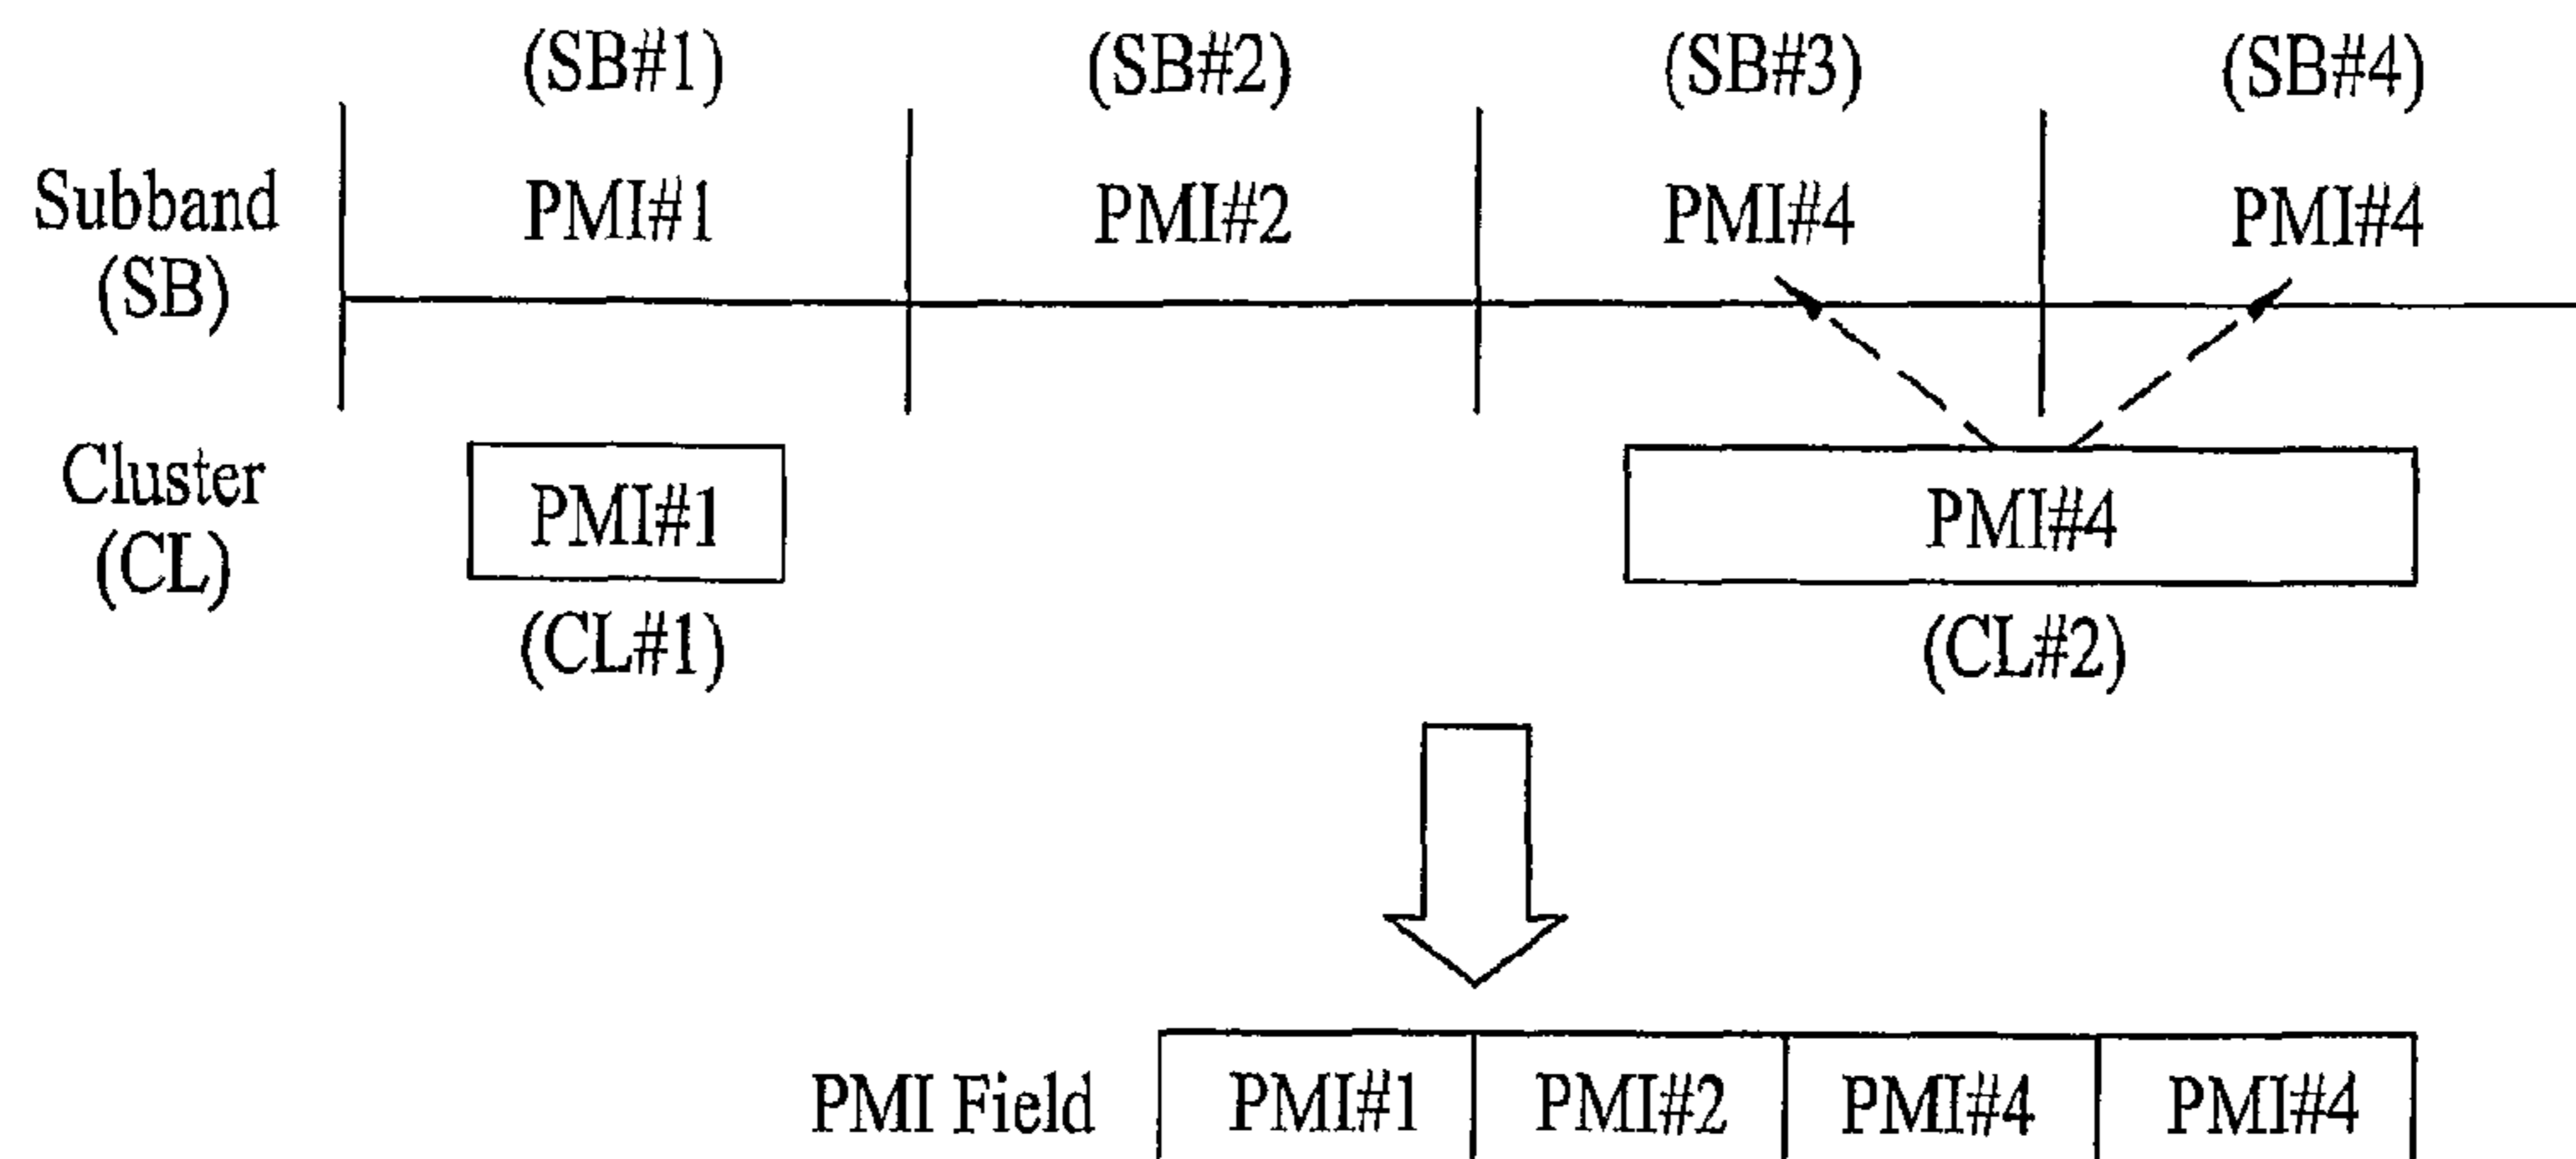 (SB#1) (SB#2) (SB#3) (SB#4)
Subband
(SB)
PMI#1 PMI#2 PMI#4 PMI#4
Cluster
(CL)
PMI#1 PMI#4
(CL#1) (CL#2)
PMI Field PMI#1 PMI#2 PMI#4 PMI#4